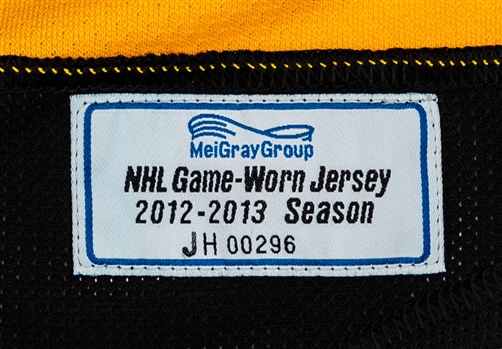 MeiGrayGroup
NHL Game-Worn Jersey
2012-2013 Season
JH 00296